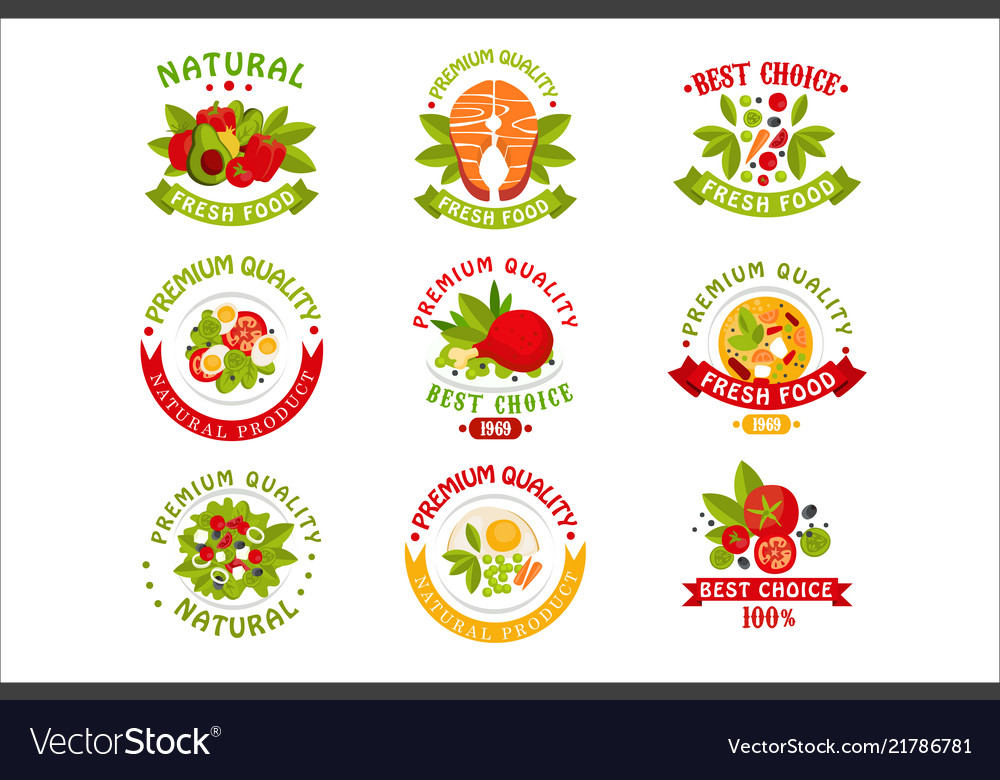 NATURAL
FRESH FOOD
PREMIUM QUALITY
FRESH FOOD
BEST CHOICE
FRESH FOOD
PREMIUM QUALITY
NATURAL PRODUCT
PREMIUM QUALITY
BEST CHOICE
1969
PREMIUM QUALITY
FRESH FOOD
1969
PREMIUM QUALITY
NATURAL
PREMIUM QUALITY
NATURAL PRODUCT
BEST CHOICE
100%
VectorStock®
VectorStock.com/21786781